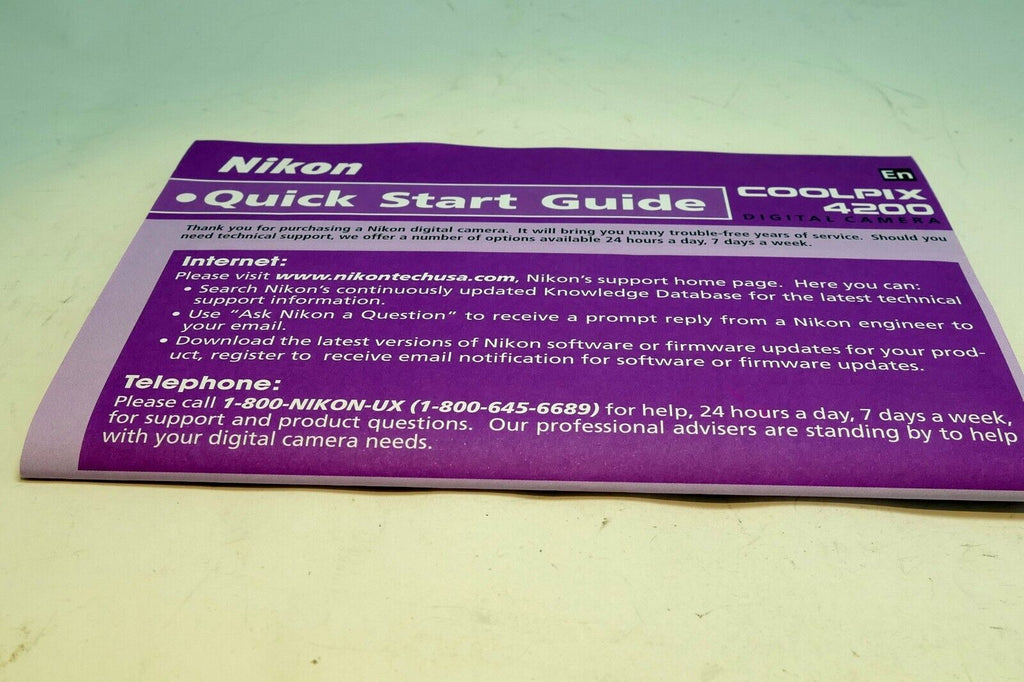 Nikon
En
•Quick Start Guide
COOLPIX
4200
DIGITAL CAMERA
Thank you for purchasing a Nikon digital camera. It will bring you many trouble-free years of service. Should you
need technical support, we offer a number of options available 24 hours a day, 7 days a week.
Internet:
Please visit www.nikontechusa.com, Nikon's support home page. Here you can:
• Search Nikon's continuously updated Knowledge Database for the latest technical
support information.
• Use "Ask Nikon a Question" to receive a prompt reply from a Nikon engineer to
your email.
• Download the latest versions of Nikon software or firmware updates for your prod-
uct, register to receive email notification for software or firmware updates.
Telephone:
Please call 1-800-NIKON-UX (1-800-645-6689) for help, 24 hours a day, 7 days a week,
for support and product questions. Our professional advisers are standing by to help
with your digital camera needs.